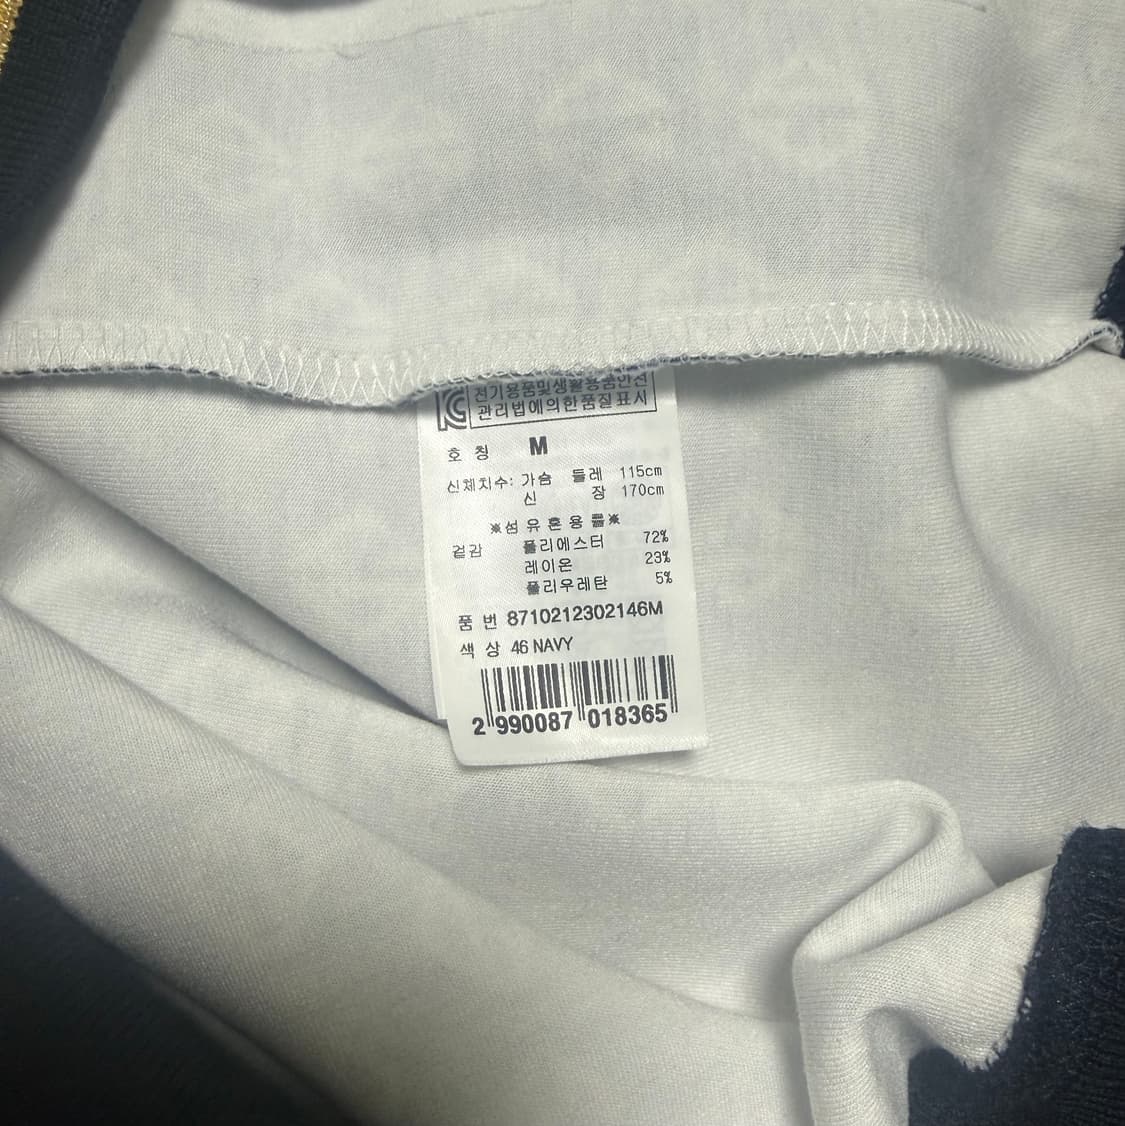 전기용품및생활용품안전
관리법에의한품질표시
호 칭 M
신체치수: 가슴 둘레 115cm
신 장 170cm
※섬 유 혼 용 률※
겉감 폴리에스터 72%
레이온 23%
폴리우레탄 5%
품 번 8710212302146M
색 상 46 NAVY
2 990087 018365